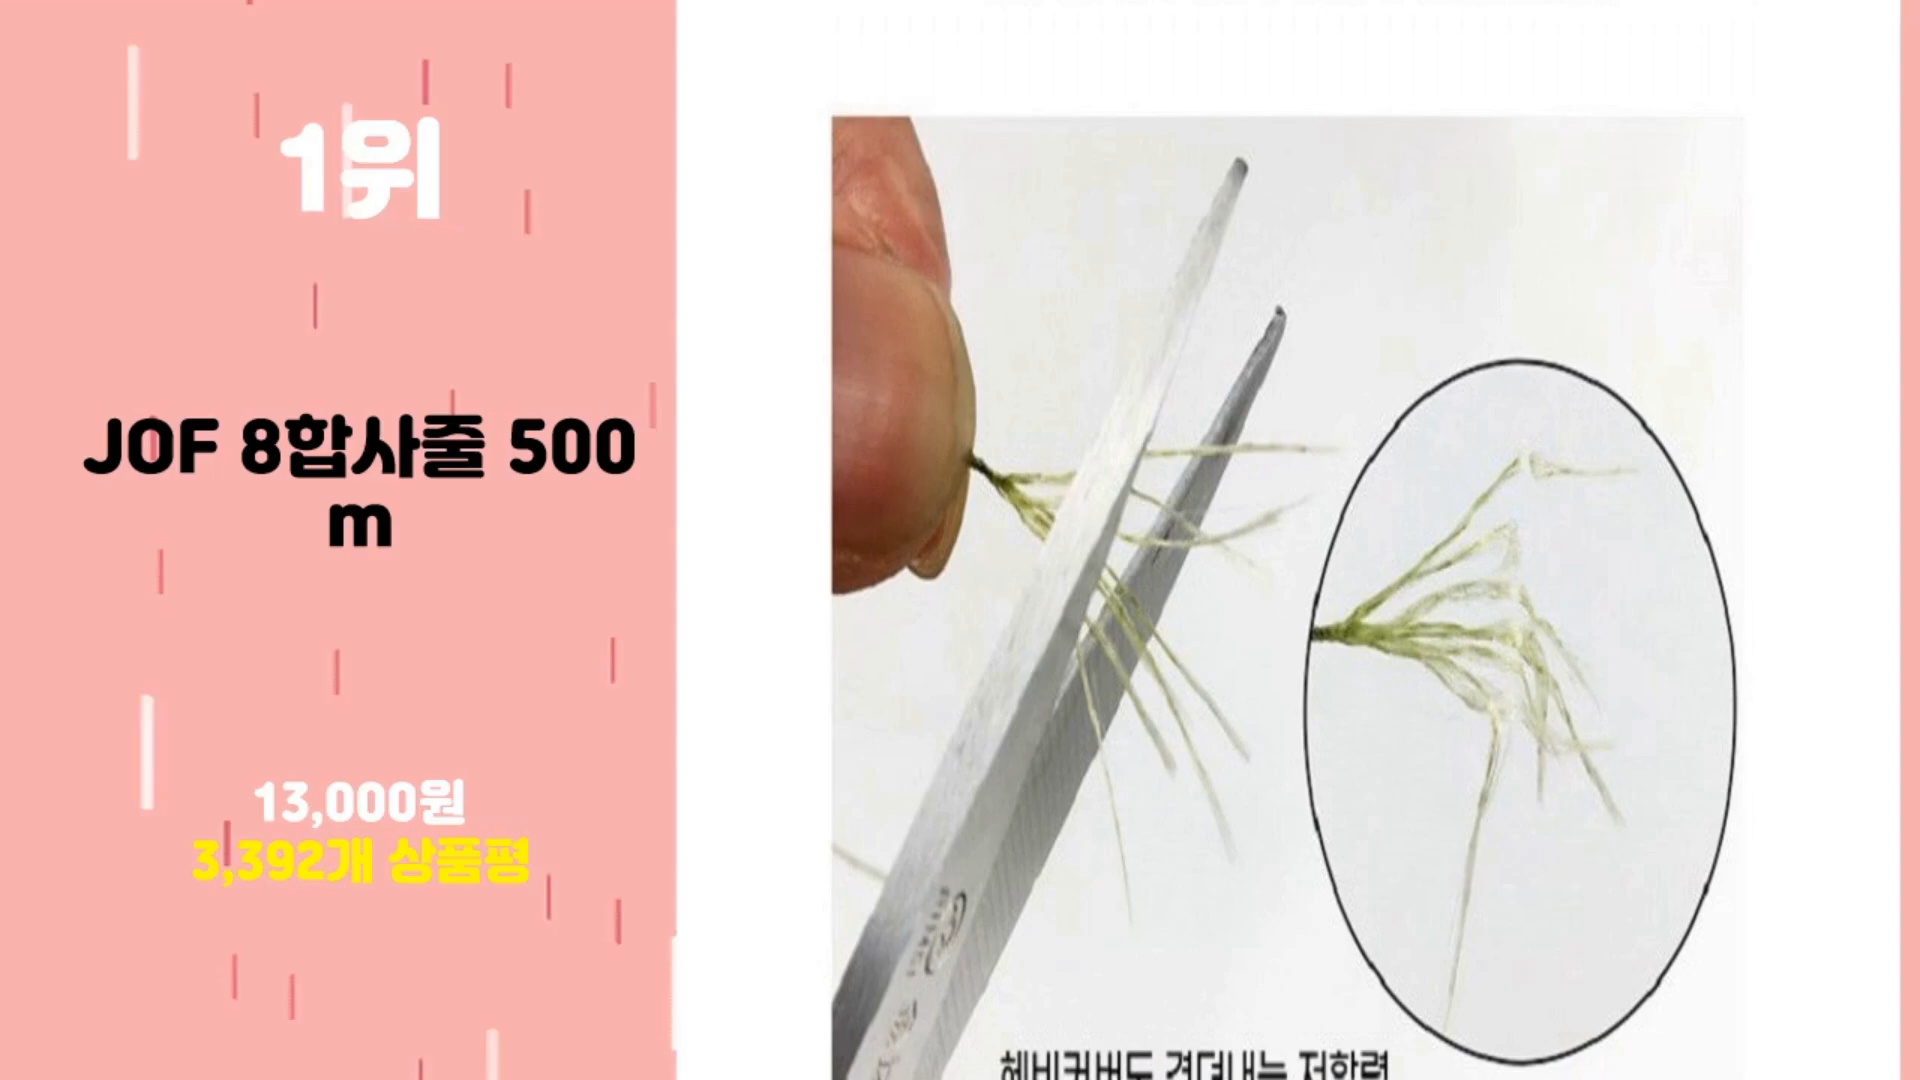 1위
JOF 8합사줄 500
m
13,000원
3,392개 상품평
헤비커버도 견뎌내는 저항력